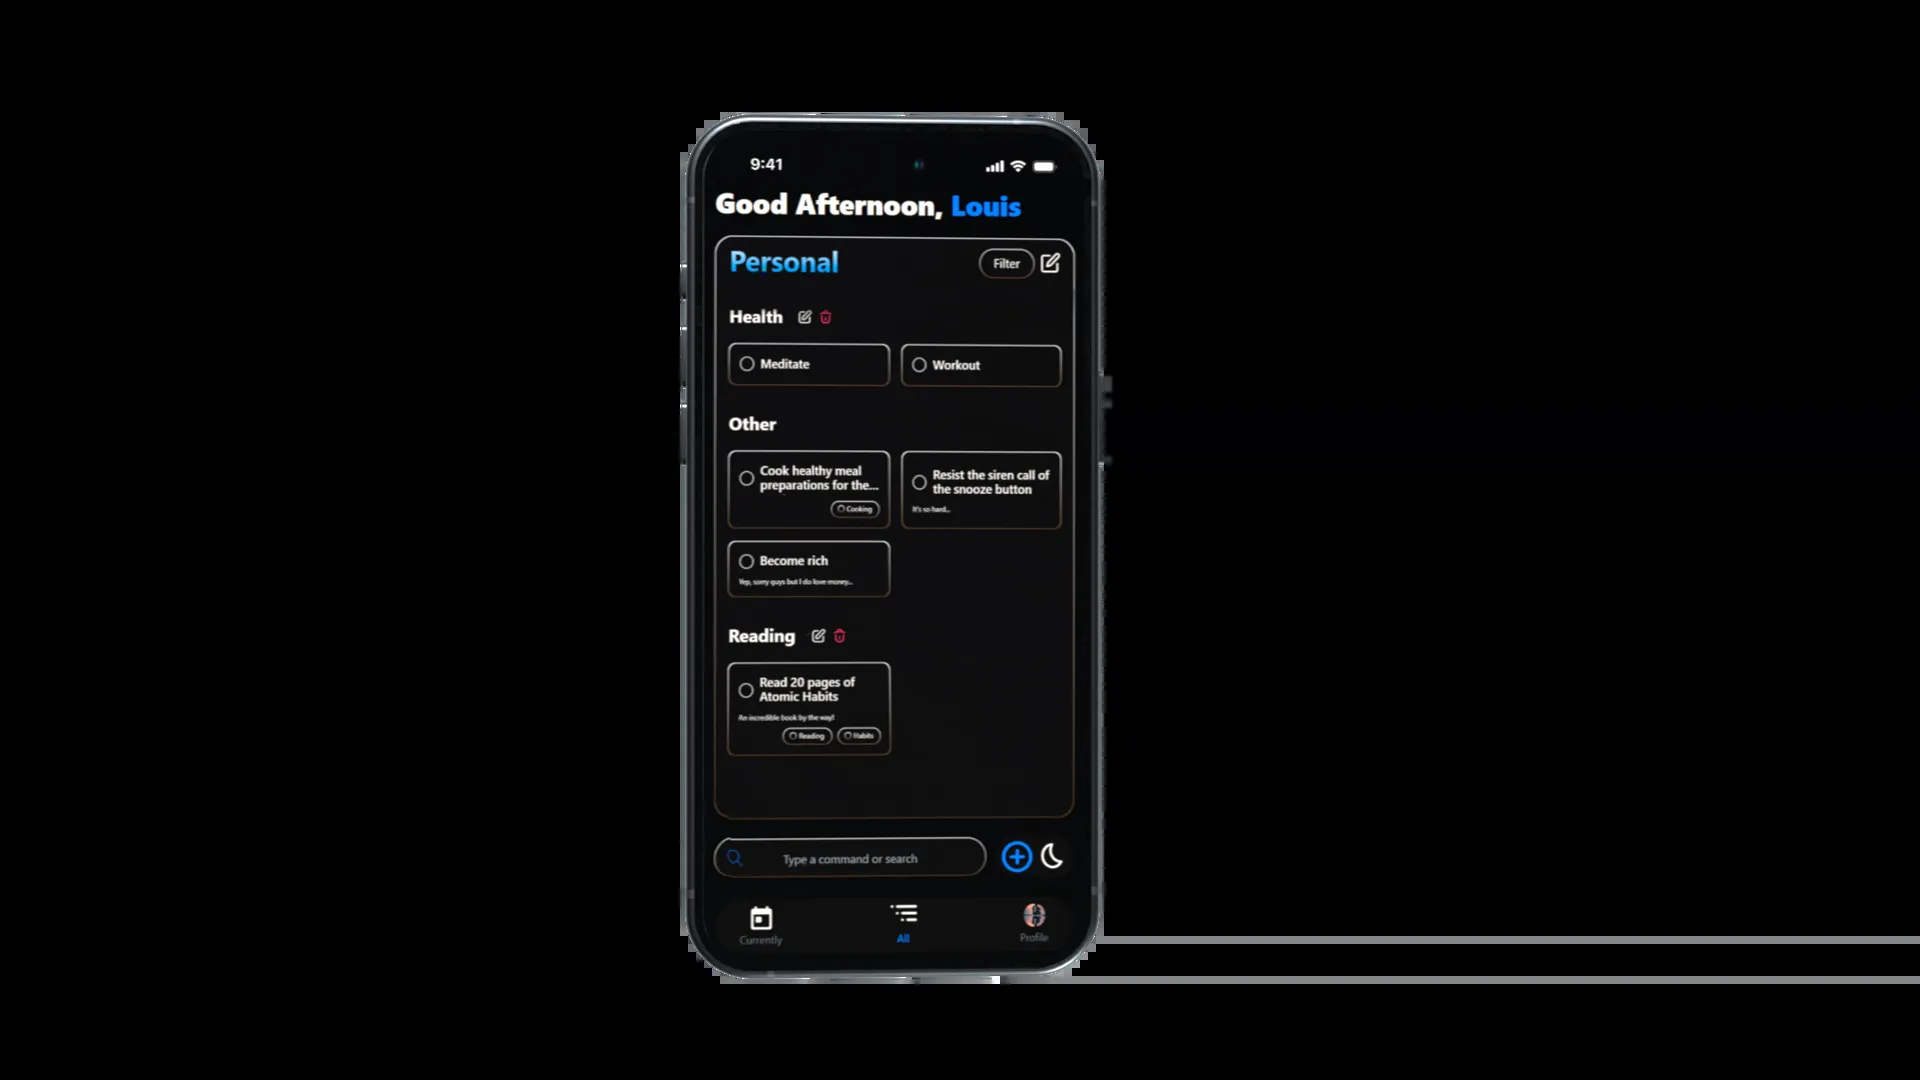 9:41
Good Afternoon, Louis
Personal
Filter
Health
Meditate
Workout
Other
Cook healthy meal
preparations for the...
Cooking
Resist the siren call of
the snooze button
It's so hard...
Become rich
Yep, sorry guys but I do love money...
Reading
Read 20 pages of
Atomic Habits
An incredible book by the way!
Reading
Habits
Type a command or search
Currently
All
Profile